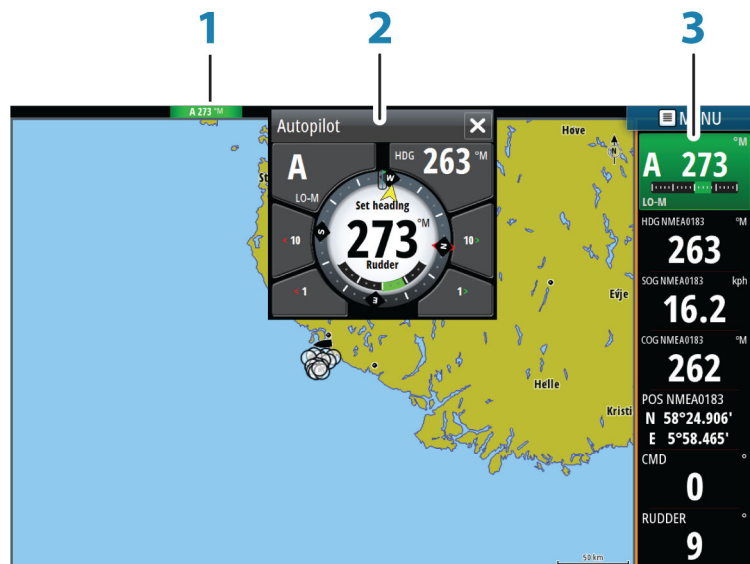 1 2 3
A 273 °M
MENU
Autopilot
A
LO-M
HDG 263 °M
Set heading
273 °M
Rudder
< 10
10 >
< 1
1 >
W
N
E
S
St
Hove
N
Evje
Helle
Kristi
50 km
°M
A 273
LO-M
HDG NMEA0183 °M
263
SOG NMEA0183 kph
16.2
COG NMEA0183 °M
262
POS NMEA0183
N 58°24.906'
E 5°58.465'
CMD °
0
RUDDER °
9